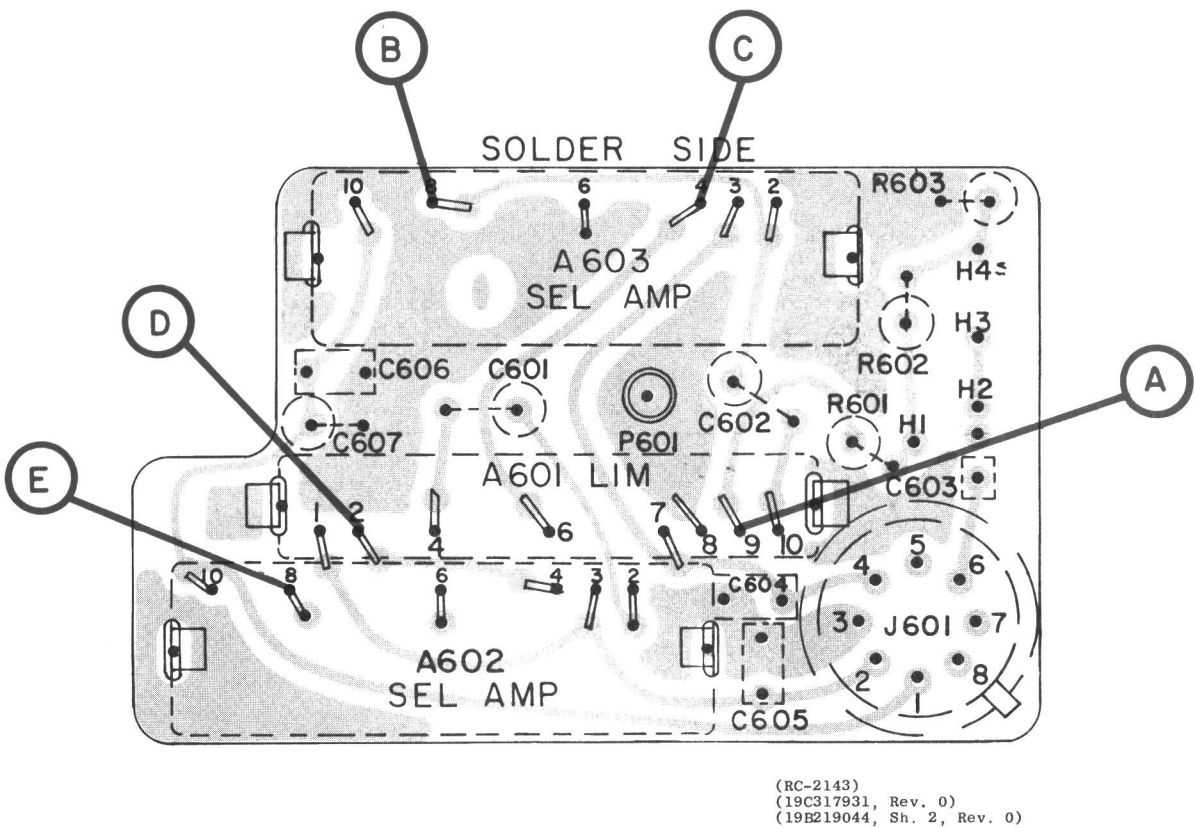 B
C
SOLDER SIDE
10 8 6 4 3 2
R603
A603
SEL AMP
H4
D
H3
C606
C601
R602
A
H2
C602
R601
H1
C607
P601
E
A601 LIM
C603
1 2 4 6 7 8 9 10
10 8 6 4 3 2
C604
5
4 6
3 J601 7
2 8
1
A602
SEL AMP
C605
(RC-2143)
(19C317931, Rev. 0)
(19B219044, Sh. 2, Rev. 0)